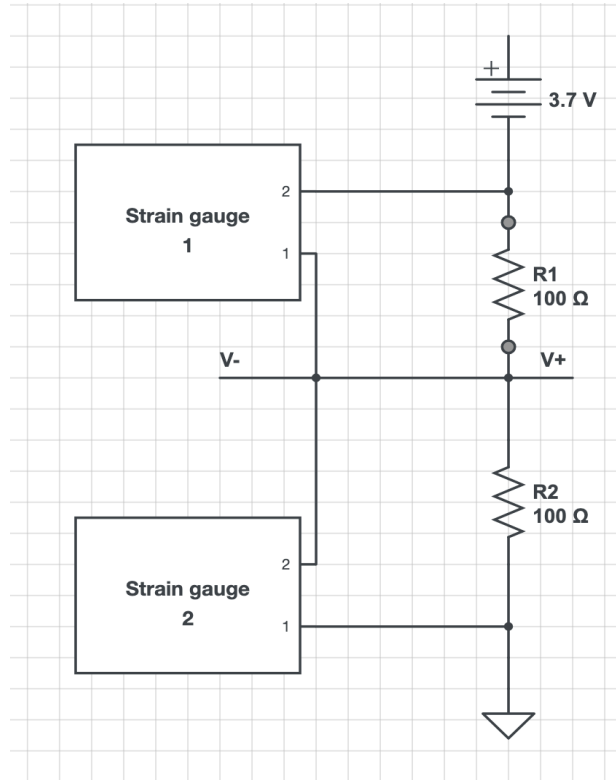 +
3.7 V
Strain gauge
1
2
1
R1
100 Ω
V-
V+
R2
100 Ω
Strain gauge
2
2
1